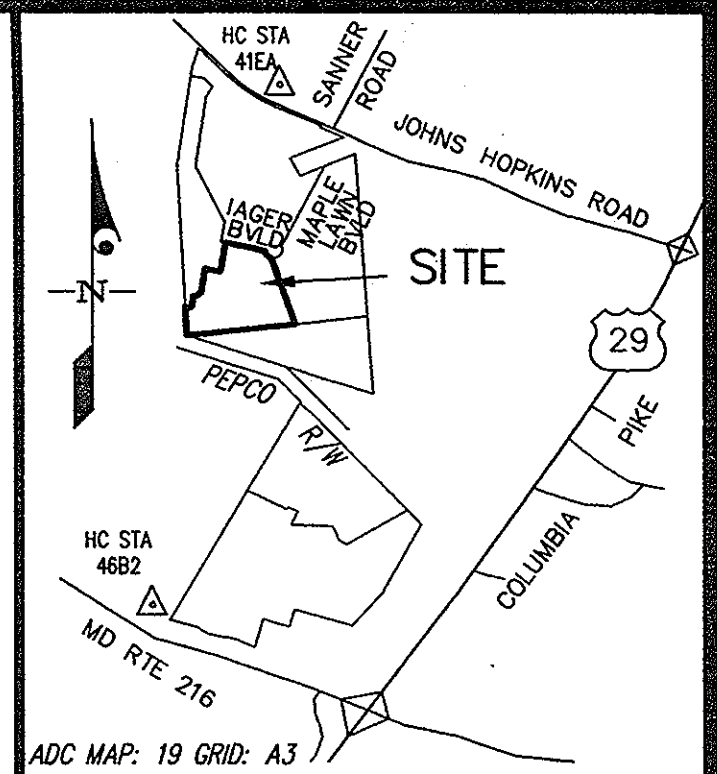 HC STA
41EA
SANNER
ROAD
JOHNS HOPKINS ROAD
IAGER
BVLD
MAPLE
LAWN
BVLD
SITE
N
29
PEPCO
R/W
PIKE
COLUMBIA
HC STA
46B2
MD RTE 216
ADC MAP: 19 GRID: A3